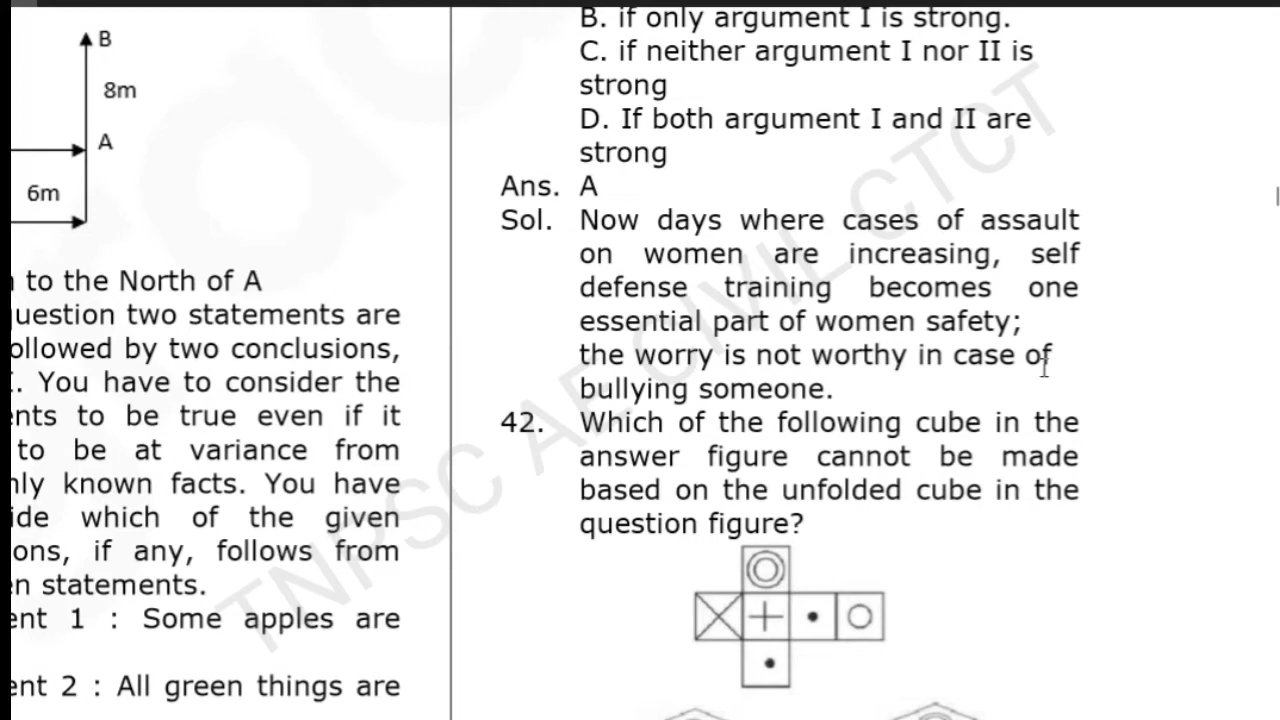 B
8m
A
6m
to the North of A
question two statements are
ollowed by two conclusions,
. You have to consider the
nts to be true even if it
to be at variance from
nly known facts. You have
ide which of the given
ons, if any, follows from
n statements.
ent 1 : Some apples are
ent 2 : All green things are
B. if only argument I is strong.
C. if neither argument I nor II is
strong
D. If both argument I and II are
strong
Ans. A
Sol. Now days where cases of assault
on women are increasing, self
defense training becomes one
essential part of women safety;
the worry is not worthy in case of
bullying someone.
42. Which of the following cube in the
answer figure cannot be made
based on the unfolded cube in the
question figure?
TNPSC AE CIVIL CTCT